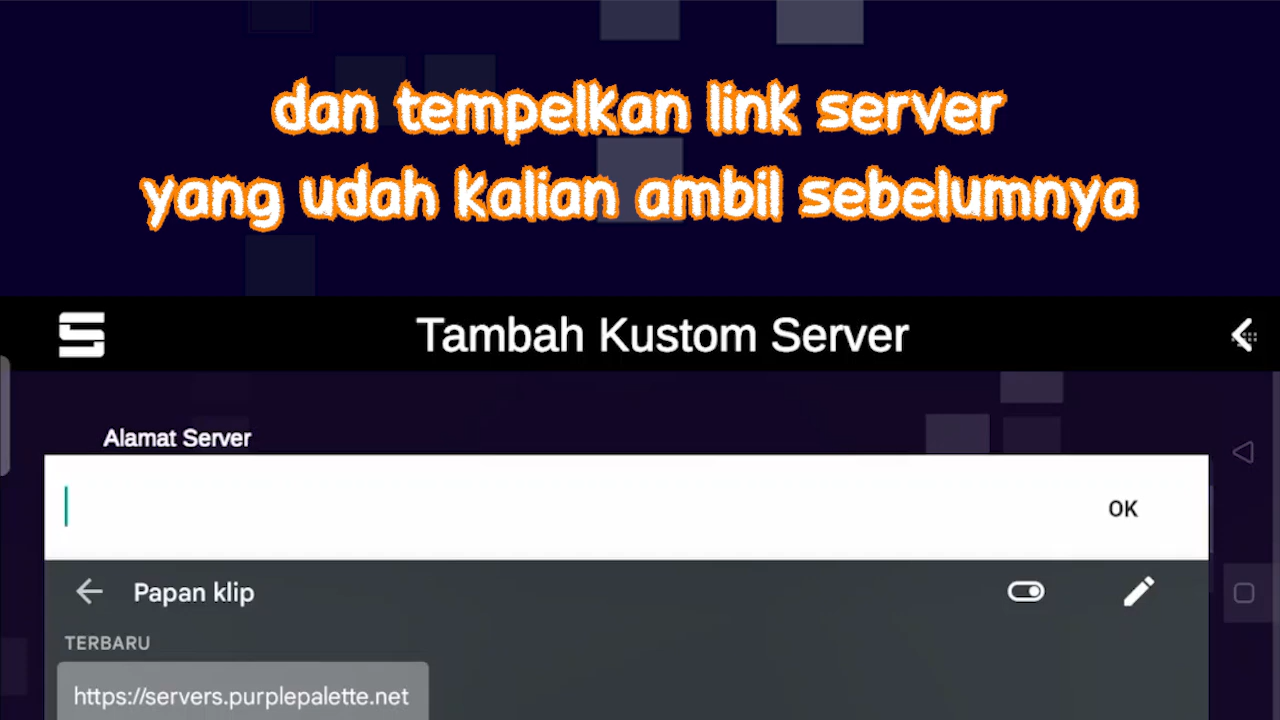 dan tempelkan link server
yang udah kalian ambil sebelumnya
Tambah Kustom Server
Alamat Server
OK
Papan klip
TERBARU
https://servers.purplepalette.net